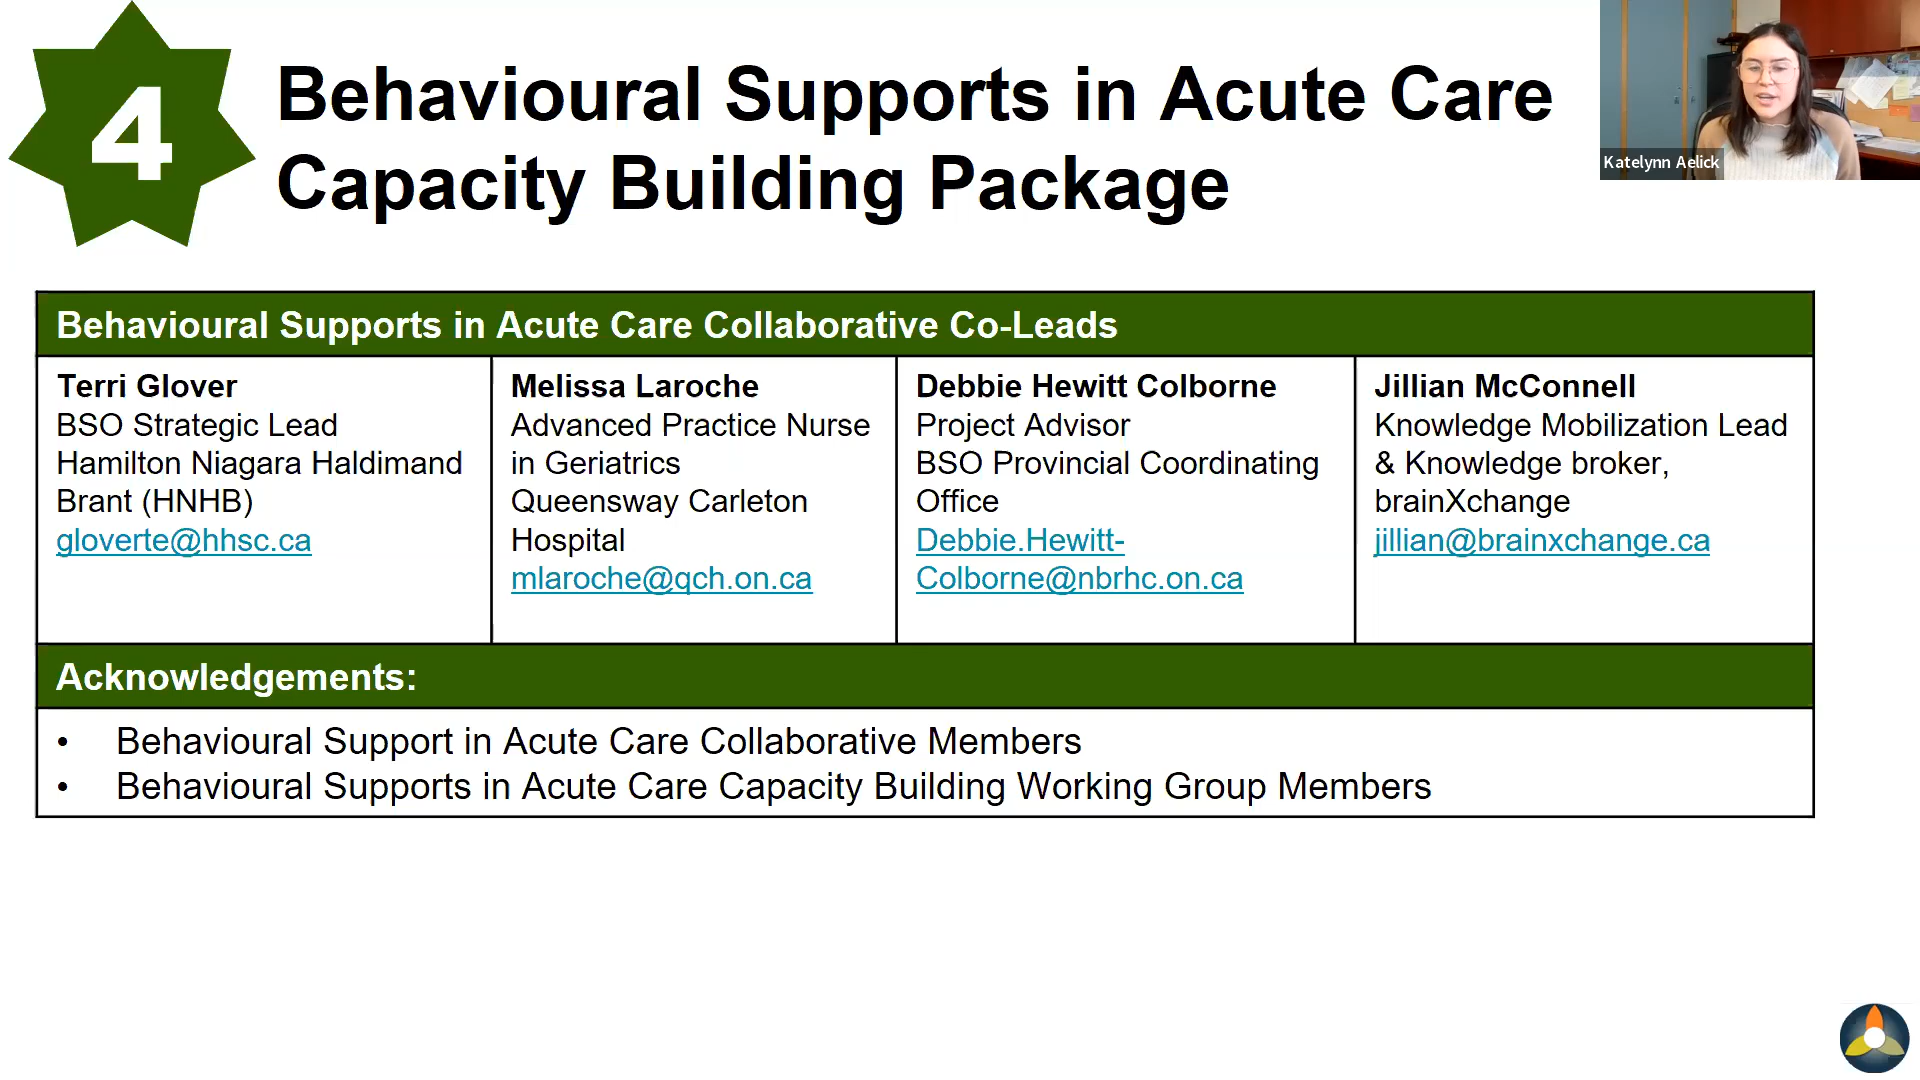 4
Behavioural Supports in Acute Care
Capacity Building Package
Katelynn Aelick
Behavioural Supports in Acute Care Collaborative Co-Leads
Terri Glover
BSO Strategic Lead
Hamilton Niagara Haldimand
Brant (HNHB)
gloverte@hhsc.ca
Melissa Laroche
Advanced Practice Nurse
in Geriatrics
Queensway Carleton
Hospital
mlaroche@qch.on.ca
Debbie Hewitt Colborne
Project Advisor
BSO Provincial Coordinating
Office
Debbie.Hewitt-
Colborne@nbrhc.on.ca
Jillian McConnell
Knowledge Mobilization Lead
& Knowledge broker,
brainXchange
jillian@brainxchange.ca
Acknowledgements:
• Behavioural Support in Acute Care Collaborative Members
• Behavioural Supports in Acute Care Capacity Building Working Group Members